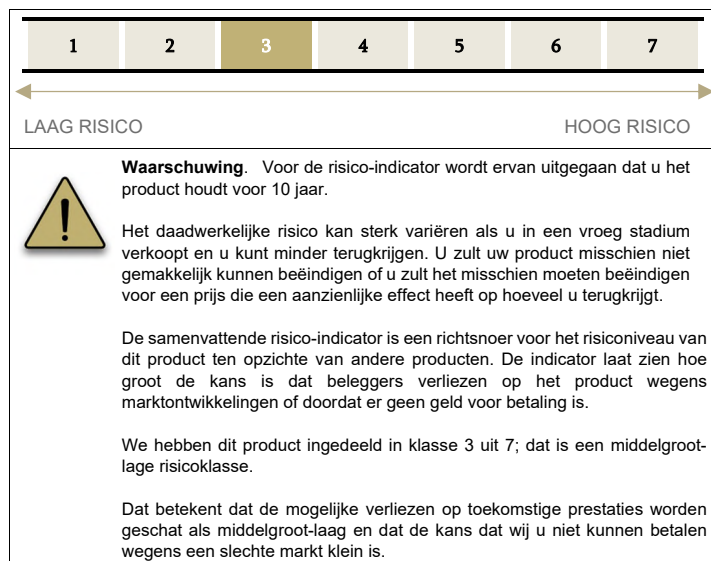 1 2 3 4 5 6 7
LAAG RISICO HOOG RISICO
Waarschuwing. Voor de risico-indicator wordt ervan uitgegaan dat u het
product houdt voor 10 jaar.
Het daadwerkelijke risico kan sterk variëren als u in een vroeg stadium
verkoopt en u kunt minder terugkrijgen. U zult uw product misschien niet
gemakkelijk kunnen beëindigen of u zult het misschien moeten beëindigen
voor een prijs die een aanzienlijke effect heeft op hoeveel u terugkrijgt.
De samenvattende risico-indicator is een richtsnoer voor het risiconiveau van
dit product ten opzichte van andere producten. De indicator laat zien hoe
groot de kans is dat beleggers verliezen op het product wegens
marktontwikkelingen of doordat er geen geld voor betaling is.
We hebben dit product ingedeeld in klasse 3 uit 7; dat is een middelgroot-
lage risicoklasse.
Dat betekent dat de mogelijke verliezen op toekomstige prestaties worden
geschat als middelgroot-laag en dat de kans dat wij u niet kunnen betalen
wegens een slechte markt klein is.